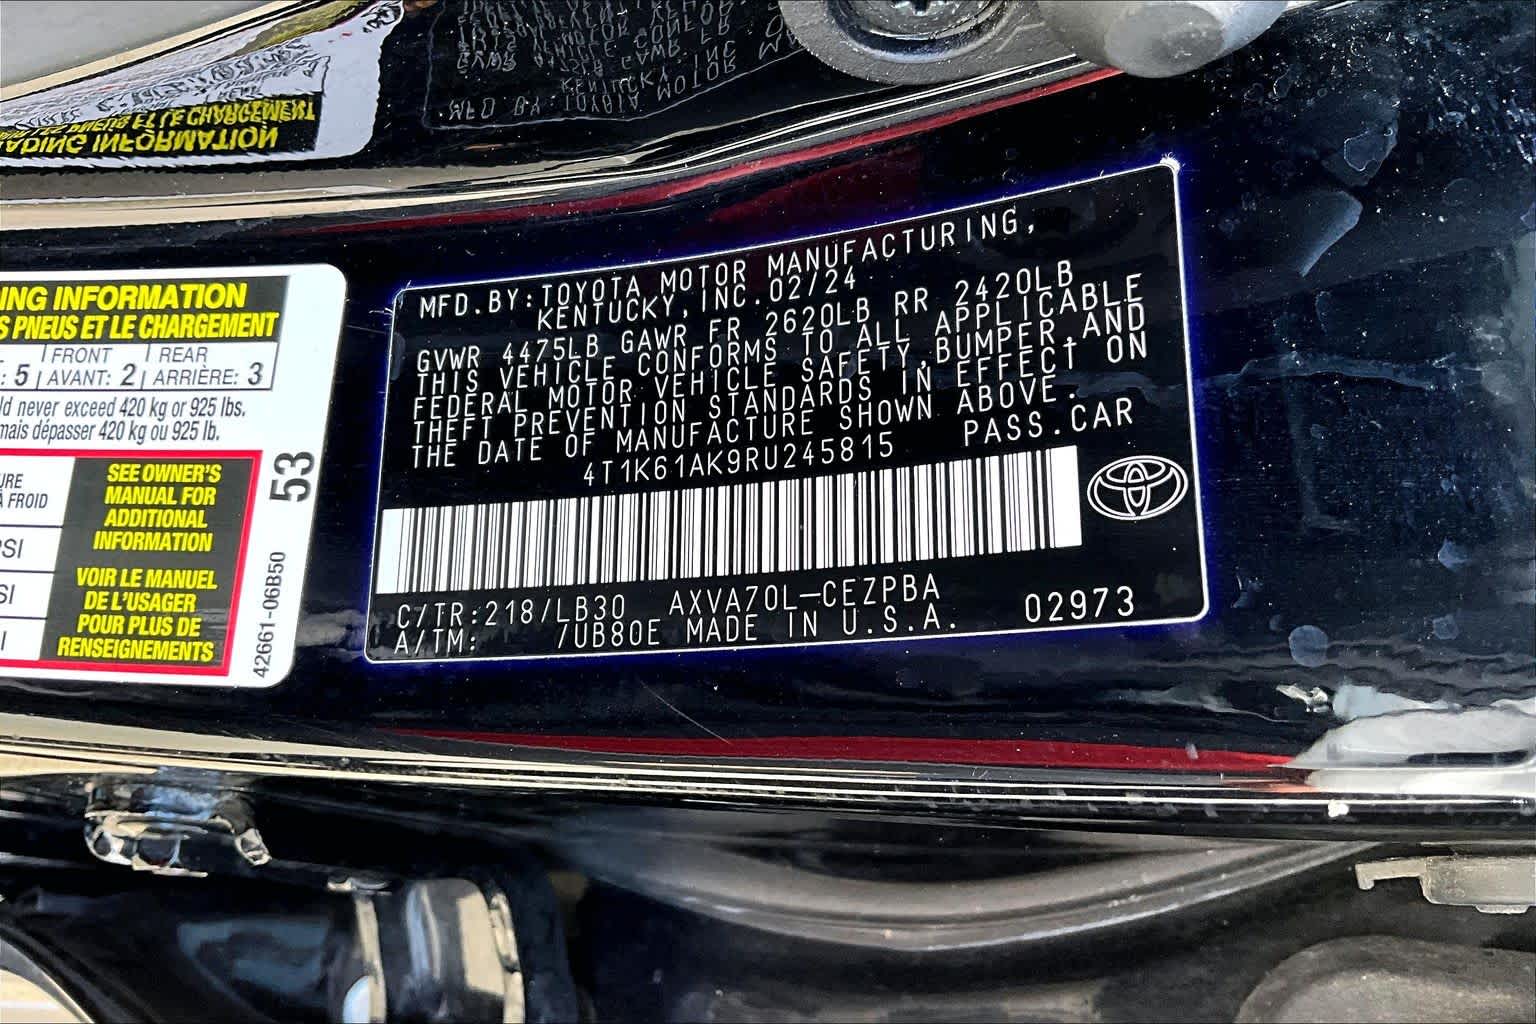 MFD.BY:TOYOTA MOTOR MANUFACTURING,
KENTUCKY,INC.02/24
GVWR 4475LB GAWR FR 2620LB RR 2420LB
THIS VEHICLE CONFORMS TO ALL APPLICABLE
FEDERAL MOTOR VEHICLE SAFETY,BUMPER,AND
THEFT PREVENTION STANDARDS IN EFFECT ON
THE DATE OF MANUFACTURE SHOWN ABOVE.
4T1K61AK9RU245815 PASS.CAR
C/TR:218/LB30 AXVA70L-CEZPBA
A/TM: /UB80E MADE IN U.S.A. 02973
ING INFORMATION
S PNEUS ET LE CHARGEMENT
: 5 FRONT REAR
AVANT: 2 ARRIÈRE: 3
ld never exceed 420 kg or 925 lbs.
mais dépasser 420 kg ou 925 lb.
URE
À FROID
PSI
SI
I
SEE OWNER'S
MANUAL FOR
ADDITIONAL
INFORMATION
VOIR LE MANUEL
DE L'USAGER
POUR PLUS DE
RENSEIGNEMENTS
53
42661-06B50